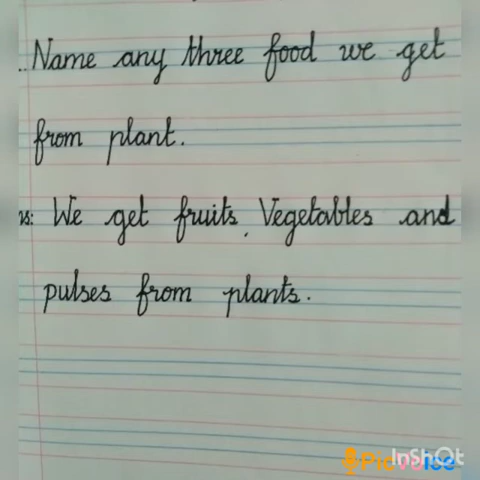 . Name any three food we get
from plant.
ns: We get fruits, Vegetables and
pulses from plants.
InShOt